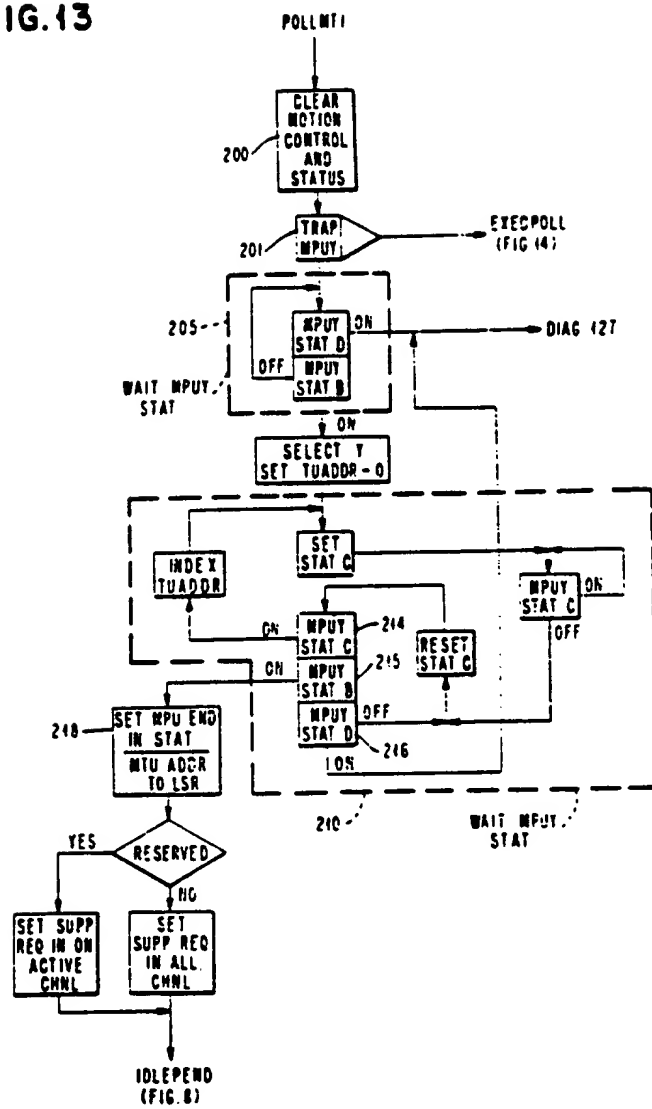 IG.13
POLLMTI
CLEAR
MOTION
CONTROL
AND
STATUS
200
TRAP
MPUY
201
EXECPOLL
(FIG 14)
205
MPUY
STAT D
ON
DIAG 127
OFF
MPUY
STAT B
WAIT MPUY
STAT
ON
SELECT Y
SET TUADDR-0
SET
STAT C
INDEX
TUADDR
MPUY
STAT C
ON
OFF
ON
MPUY
STAT C
214
RESET
STAT C
ON
MPUY
STAT B
215
MPUY
STAT D
OFF
216
ON
218
SET MPU END
IN STAT
MTU ADDR
TO LSR
210
WAIT MPUY
STAT
YES
RESERVED
NO
SET SUPP
REQ IN ON
ACTIVE
CHNL
SET
SUPP REQ
IN ALL
CHNL
IDLEPEND
(FIG.8)